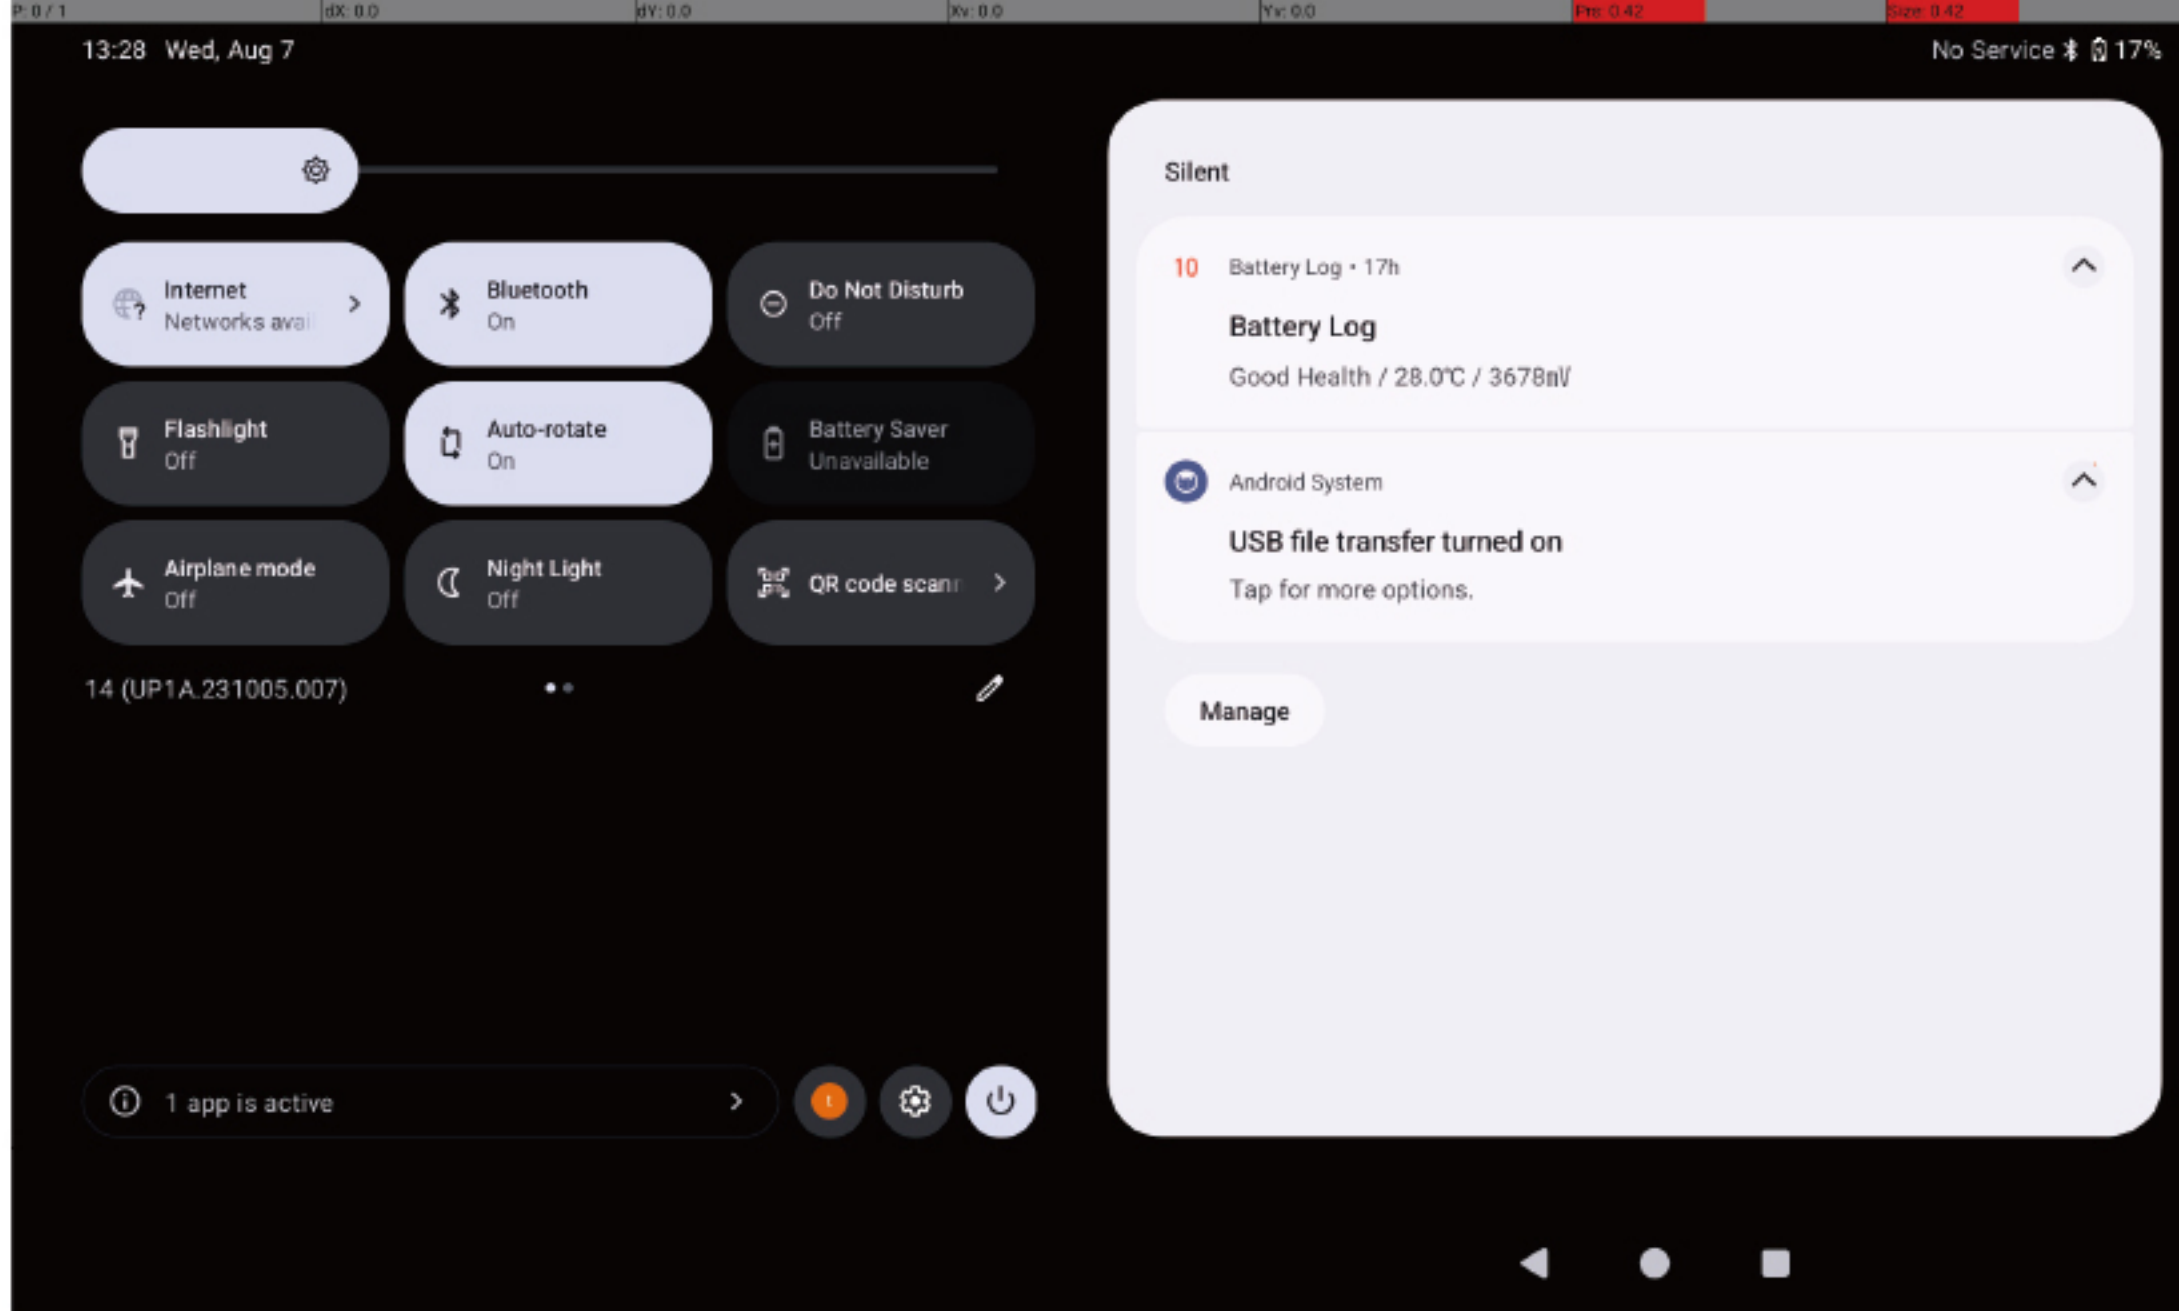 P: 0 / 1 dX: 0.0 dY: 0.0 Xv: 0.0 Yv: 0.0 Prs: 0.42 Size: 0.42
13:28 Wed, Aug 7
No Service 17%
Internet
Networks avai
Bluetooth
On
Do Not Disturb
Off
Flashlight
Off
Auto-rotate
On
Battery Saver
Unavailable
Airplane mode
Off
Night Light
Off
QR code scann
14 (UP1A.231005.007)
1 app is active
t
Silent
10 Battery Log • 17h
Battery Log
Good Health / 28.0℃ / 3678mV
Android System
USB file transfer turned on
Tap for more options.
Manage